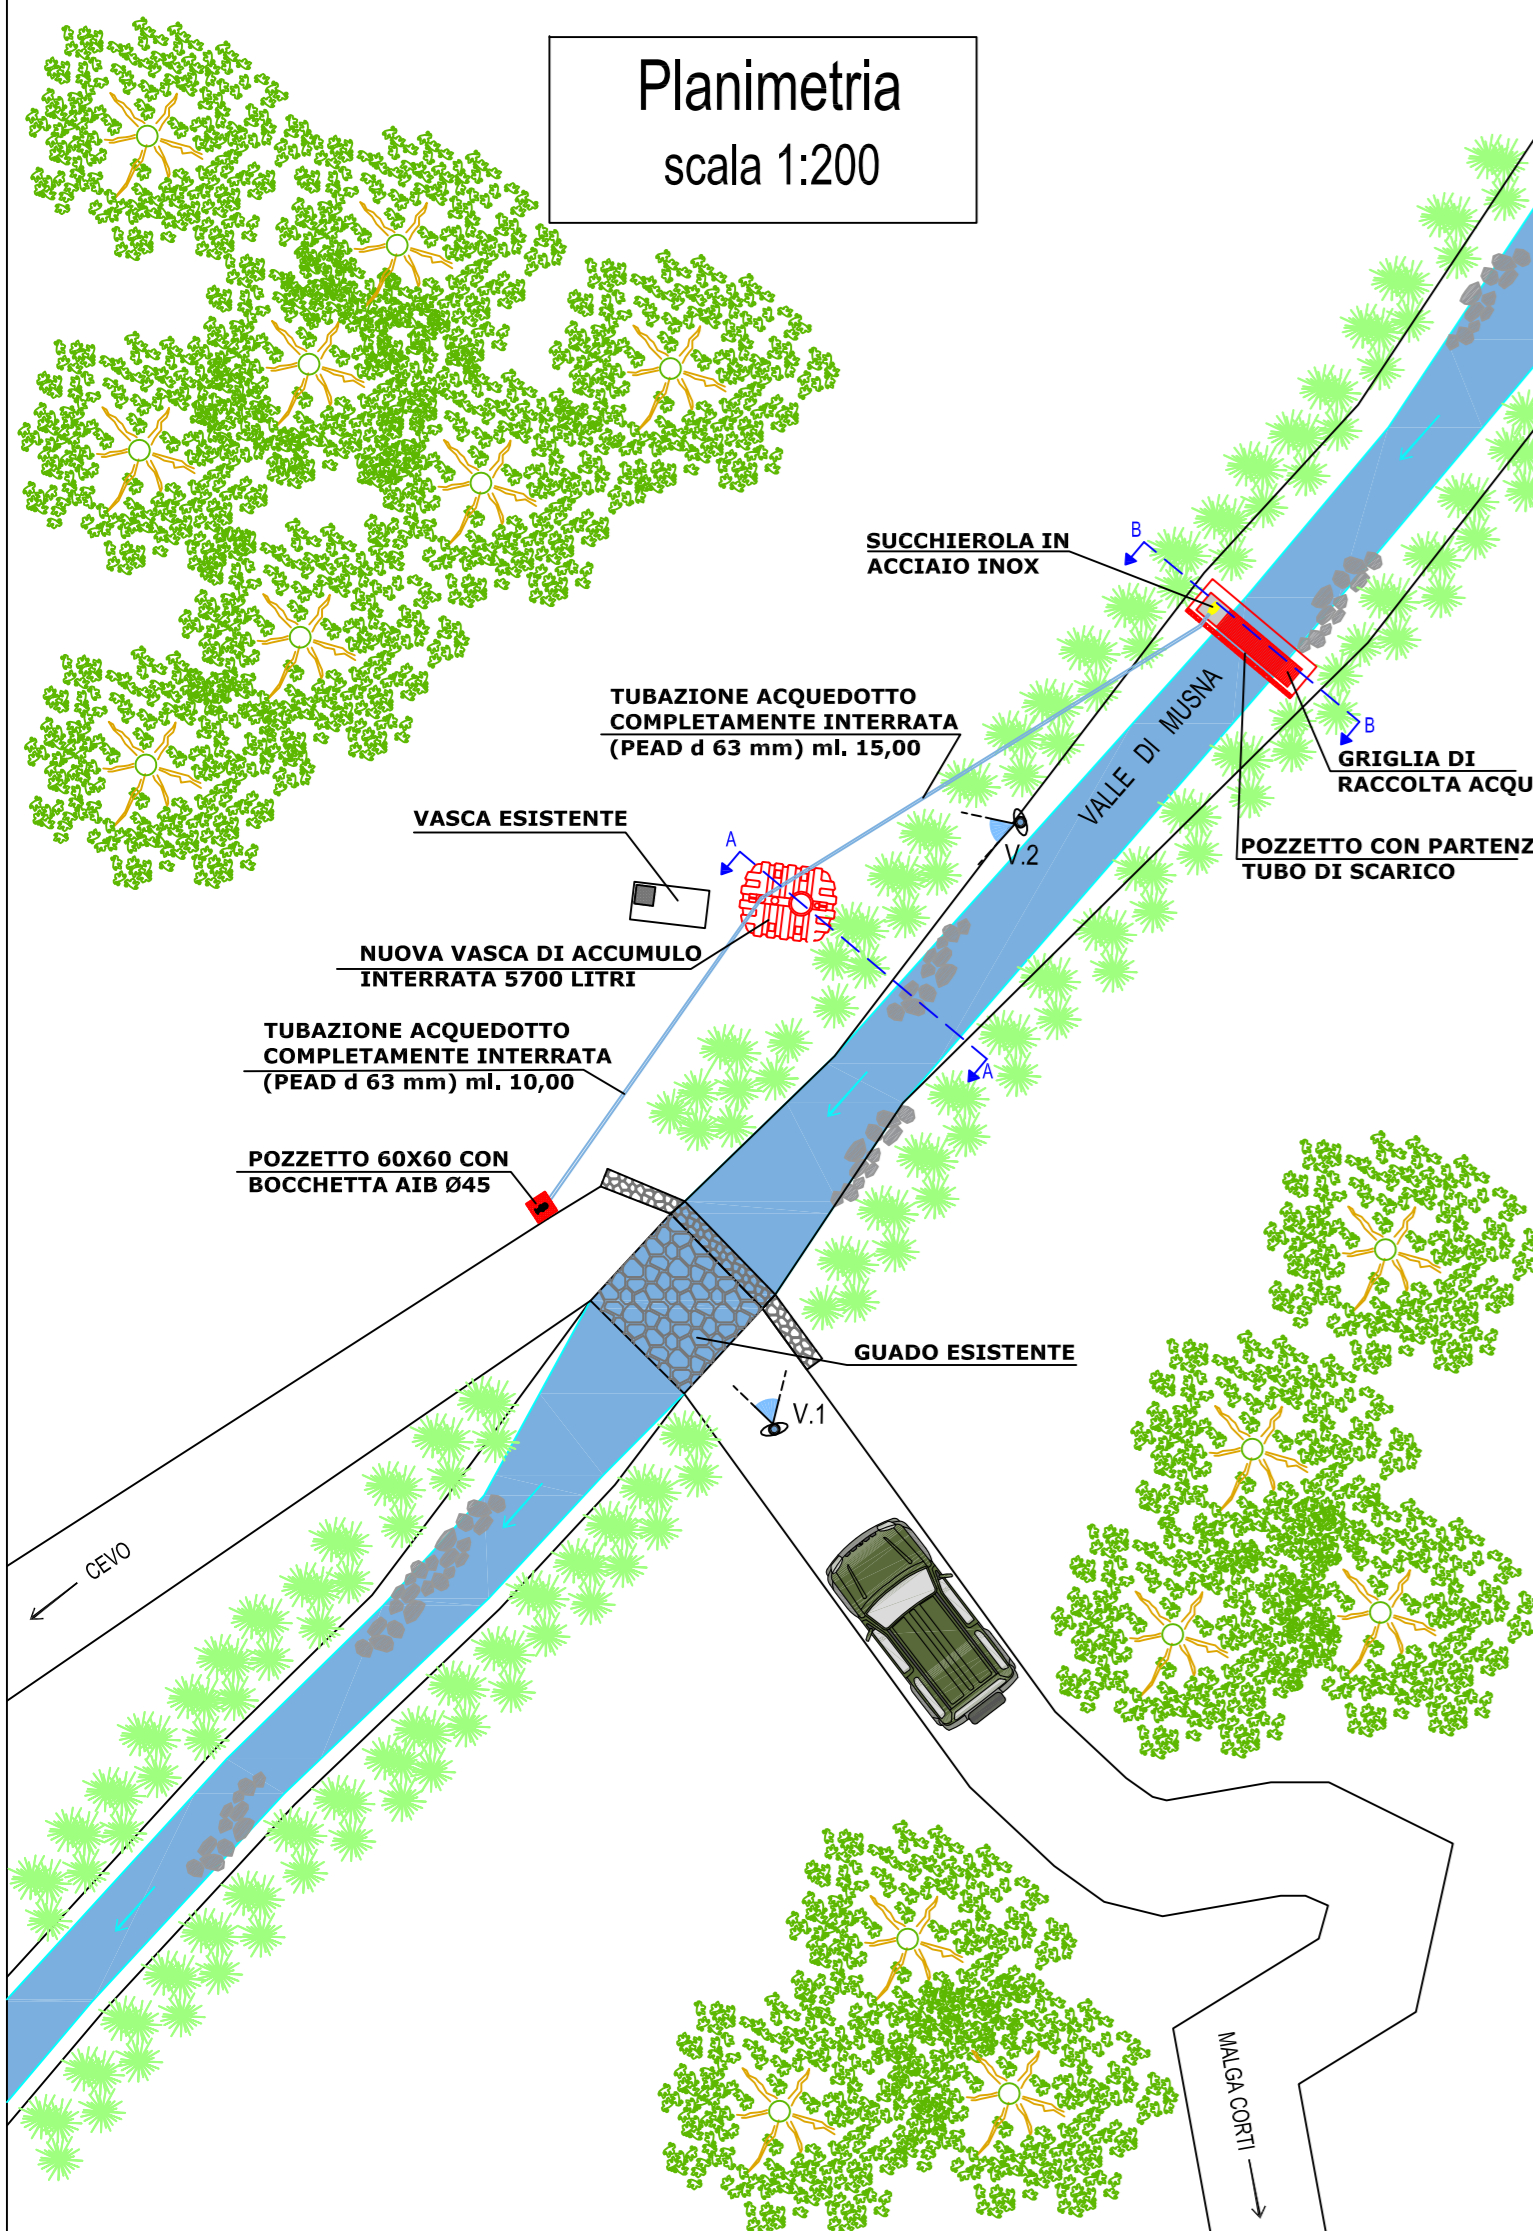 Planimetria
scala 1:200
B
SUCCHIEROLA IN
ACCIAIO INOX
TUBAZIONE ACQUEDOTTO
COMPLETAMENTE INTERRATA
(PEAD d 63 mm) ml. 15,00
VALLE DI MUSNA
B
GRIGLIA DI
RACCOLTA ACQU
VASCA ESISTENTE
A
V.2
POZZETTO CON PARTENZ
TUBO DI SCARICO
NUOVA VASCA DI ACCUMULO
INTERRATA 5700 LITRI
TUBAZIONE ACQUEDOTTO
COMPLETAMENTE INTERRATA
(PEAD d 63 mm) ml. 10,00
A
POZZETTO 60X60 CON
BOCCHETTA AIB Ø45
GUADO ESISTENTE
V.1
CEVO
MALGA CORTI